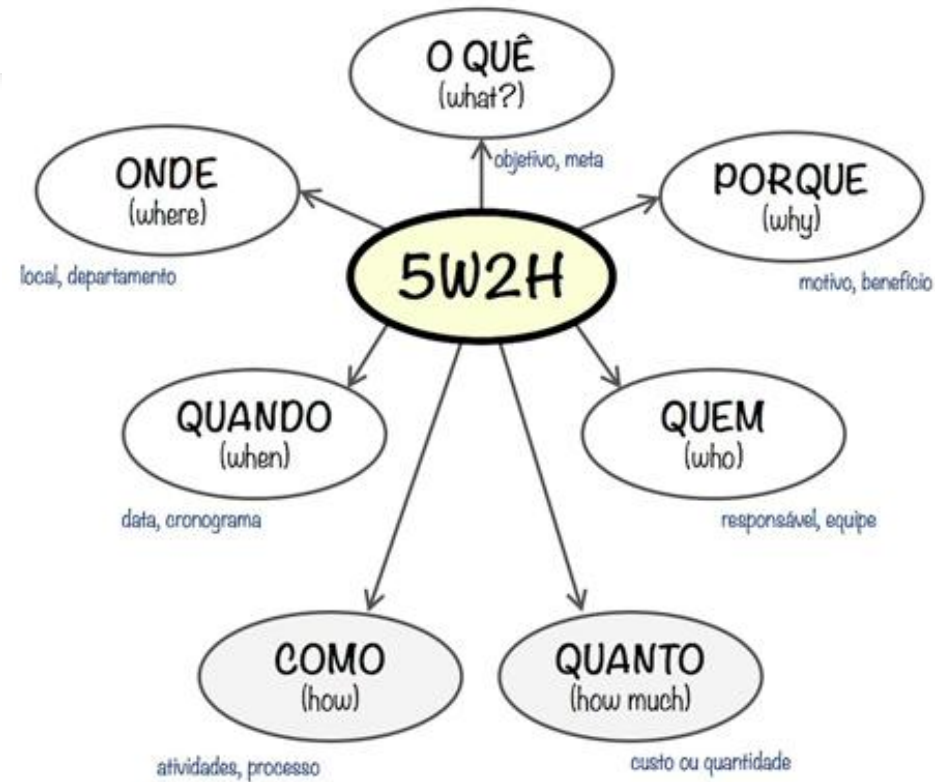 O QUÊ
(what?)
objetivo, meta
ONDE
(where)
local, departamento
PORQUE
(why)
motivo, benefício
5W2H
QUANDO
(when)
data, cronograma
QUEM
(who)
responsável, equipe
COMO
(how)
atividades, processo
QUANTO
(how much)
custo ou quantidade